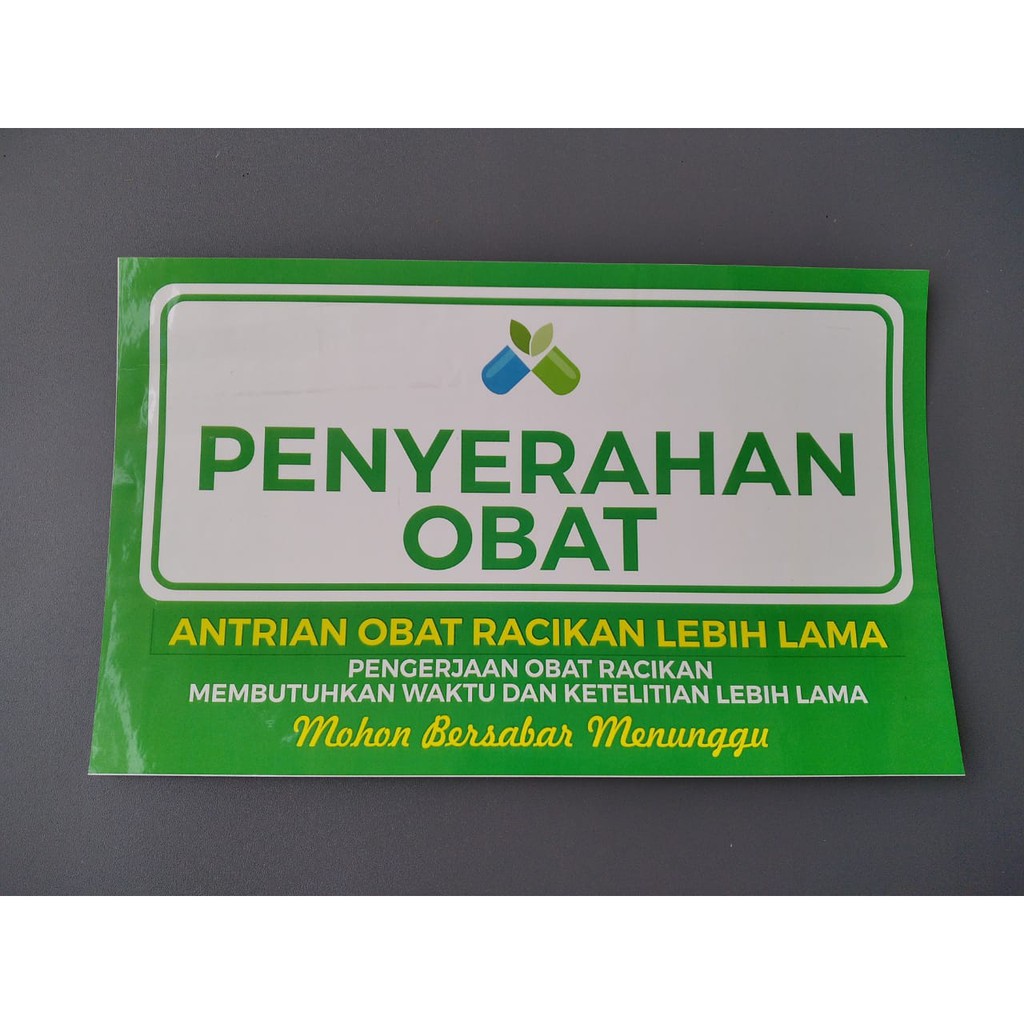 PENYERAHAN
OBAT
ANTRIAN OBAT RACIKAN LEBIH LAMA
PENGERJAAN OBAT RACIKAN
MEMBUTUHKAN WAKTU DAN KETELITIAN LEBIH LAMA
Mohon Bersabar Menunggu